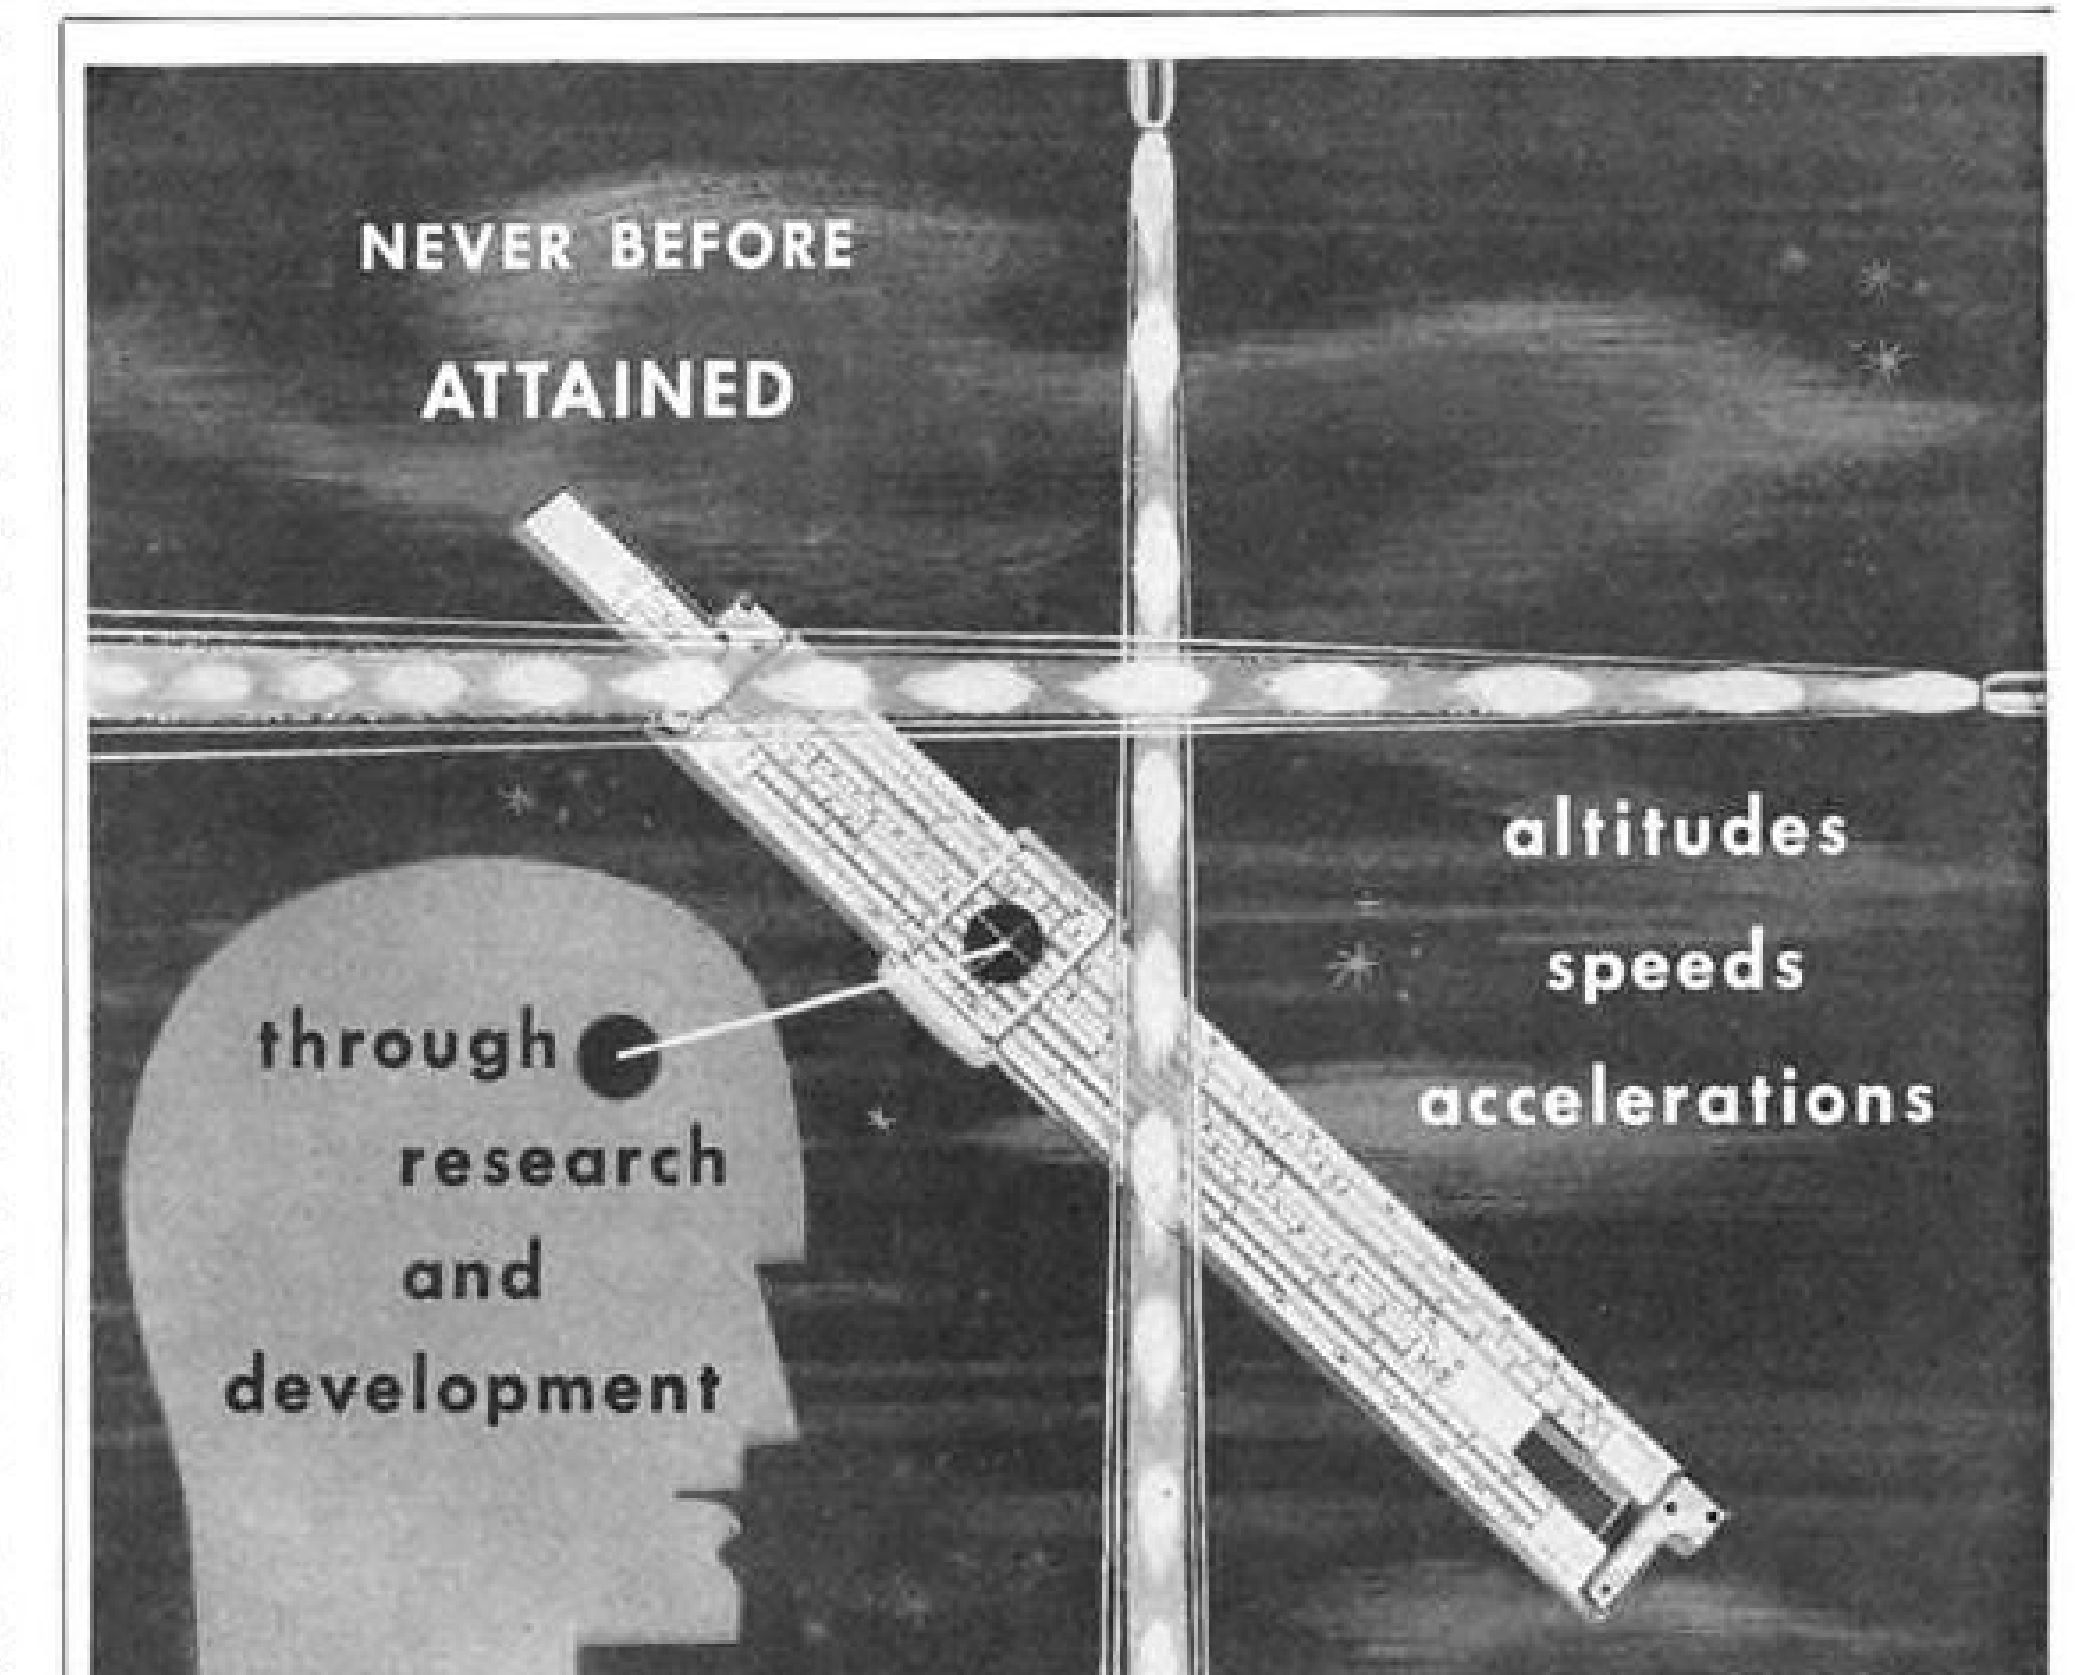 NEVER BEFORE
ATTAINED
altitudes
speeds
accelerations
through
research
and
development